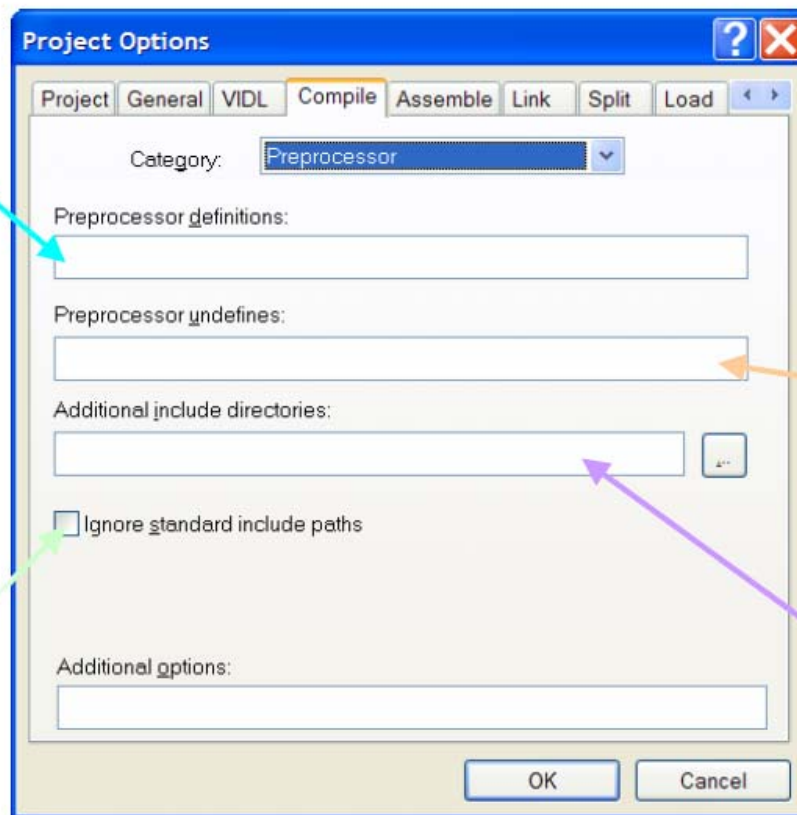 Project Options
Project General VIDL Compile Assemble Link Split Load
Category: Preprocessor
Preprocessor definitions:
Preprocessor undefines:
Additional include directories:
...
Ignore standard include paths
Additional options:
OK Cancel